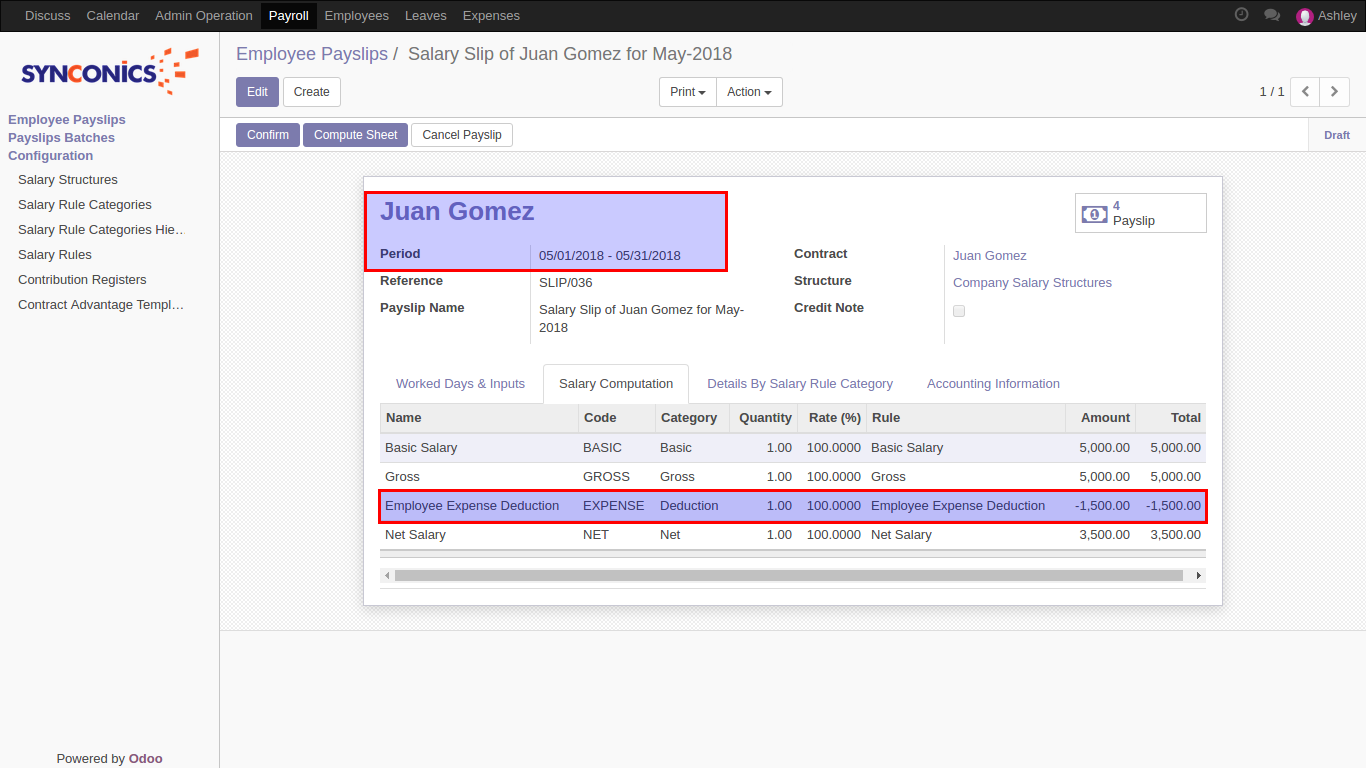 Discuss Calendar Admin Operation Payroll Employees Leaves Expenses Ashley
SYNCONICS
Employee Payslips
Payslips Batches
Configuration
Salary Structures
Salary Rule Categories
Salary Rule Categories Hie…
Salary Rules
Contribution Registers
Contract Advantage Templ…
Powered by Odoo
Employee Payslips / Salary Slip of Juan Gomez for May-2018
Edit Create Print Action 1 / 1
Confirm Compute Sheet Cancel Payslip Draft
Juan Gomez
4
Payslip
Period 05/01/2018 - 05/31/2018 Contract Juan Gomez
Reference SLIP/036 Structure Company Salary Structures
Payslip Name Salary Slip of Juan Gomez for May- Credit Note
2018
Worked Days & Inputs Salary Computation Details By Salary Rule Category Accounting Information
Name Code Category Quantity Rate (%) Rule Amount Total
Basic Salary BASIC Basic 1.00 100.0000 Basic Salary 5,000.00 5,000.00
Gross GROSS Gross 1.00 100.0000 Gross 5,000.00 5,000.00
Employee Expense Deduction EXPENSE Deduction 1.00 100.0000 Employee Expense Deduction -1,500.00 -1,500.00
Net Salary NET Net 1.00 100.0000 Net Salary 3,500.00 3,500.00